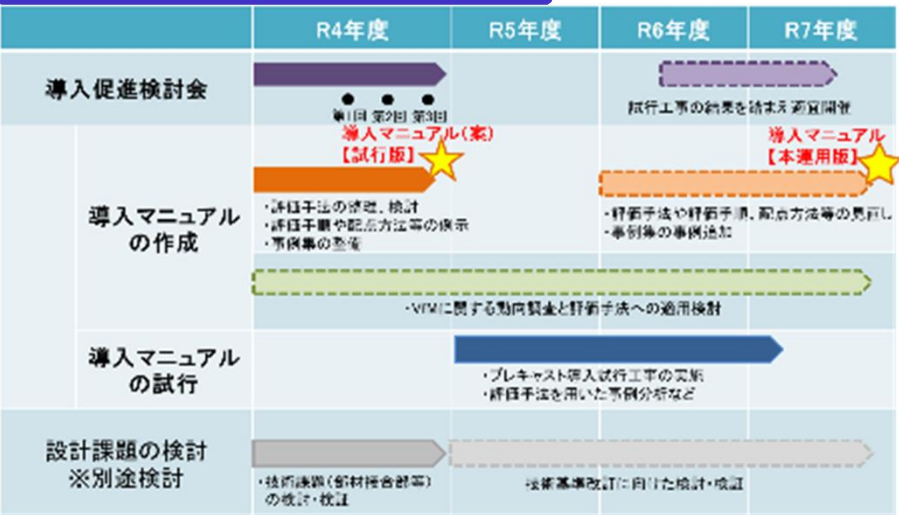 R4年度
R5年度
R6年度
R7年度
導入促進検討会
第1回 第2回 第3回
試行工事の結果を踏まえ適宜開催
導入マニュアル(案)
【試行版】
導入マニュアル
【本運用版】
導入マニュアル
の作成
・評価手法の整理、検討
・評価手順や配点方法等の例示
・事例集の整備
・評価手法や評価手順、配点方法等の見直し
・事例集の事例追加
・VfMに関する動向調査と評価手法への適用検討
導入マニュアル
の試行
・プレキャスト導入試行工事の実施
・評価手法を用いた事例分析など
設計課題の検討
※別途検討
・技術課題(部材接合部等)
の検討・検証
技術基準改訂に向けた検討・検証